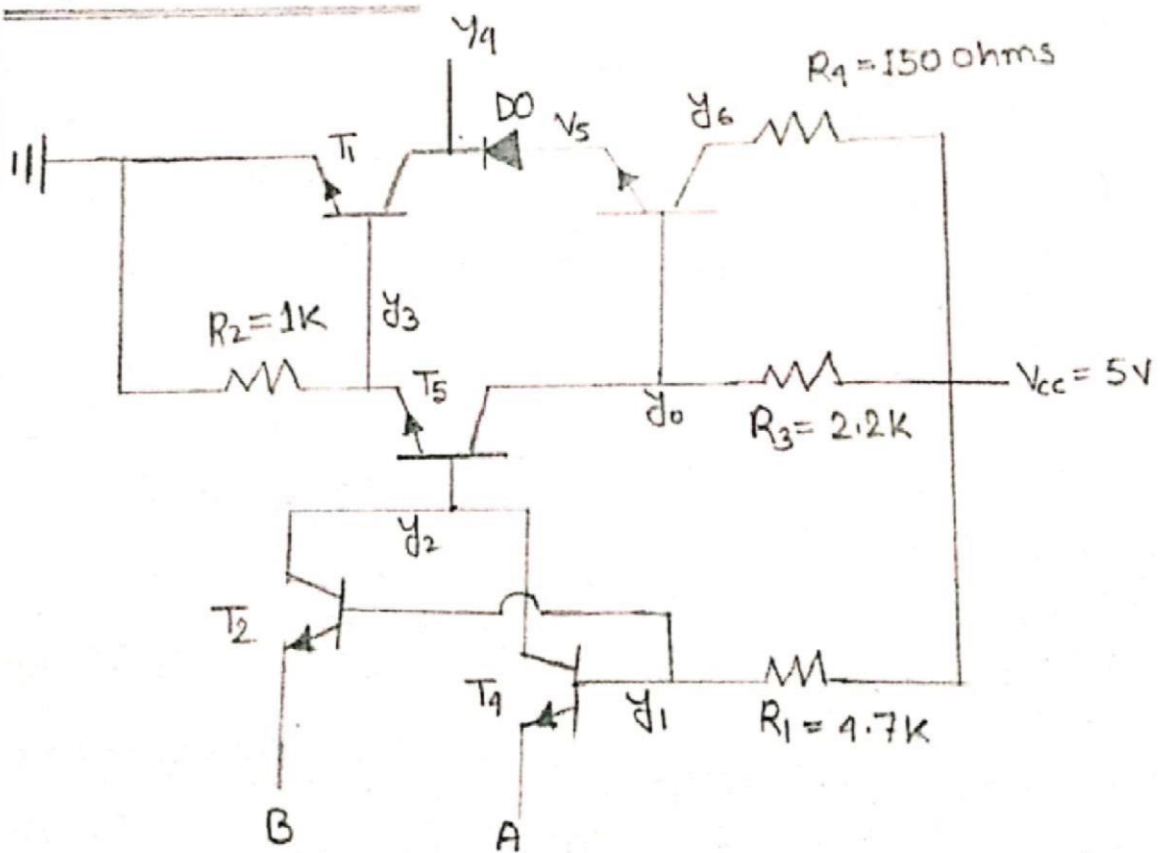 y4
R4 = 150 ohms
DO
V5
y6
T1
R2 = 1K
y3
T5
y0
R3 = 2.2K
Vcc = 5V
y2
T2
T4
y1
R1 = 4.7K
B
A